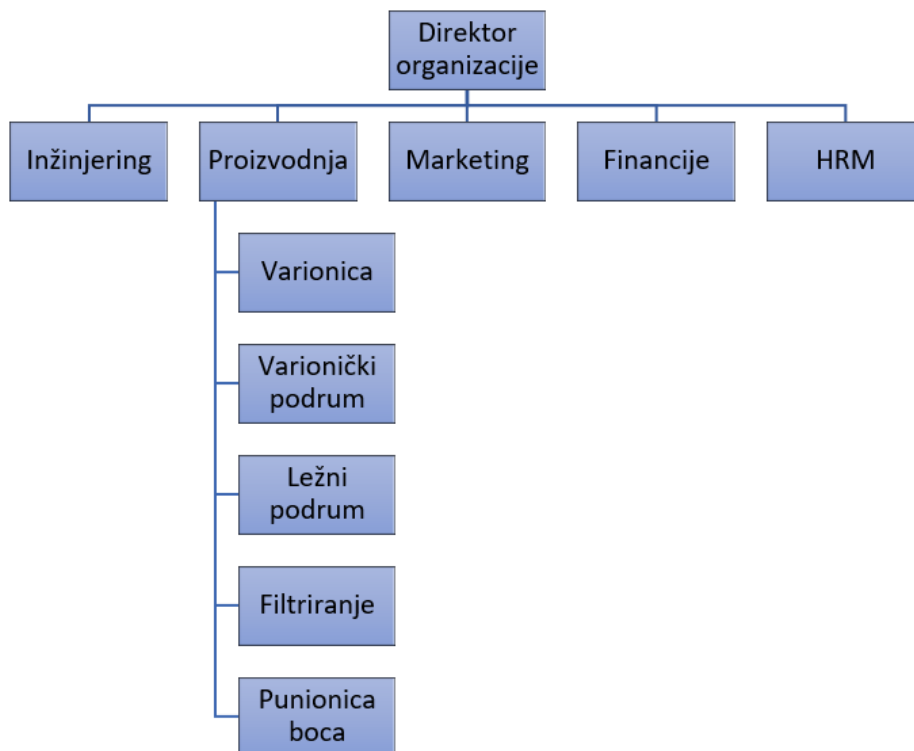 Direktor
organizacije
Inžinjering
Proizvodnja
Marketing
Financije
HRM
Varionica
Varionički
podrum
Ležni
podrum
Filtriranje
Punionica
boca